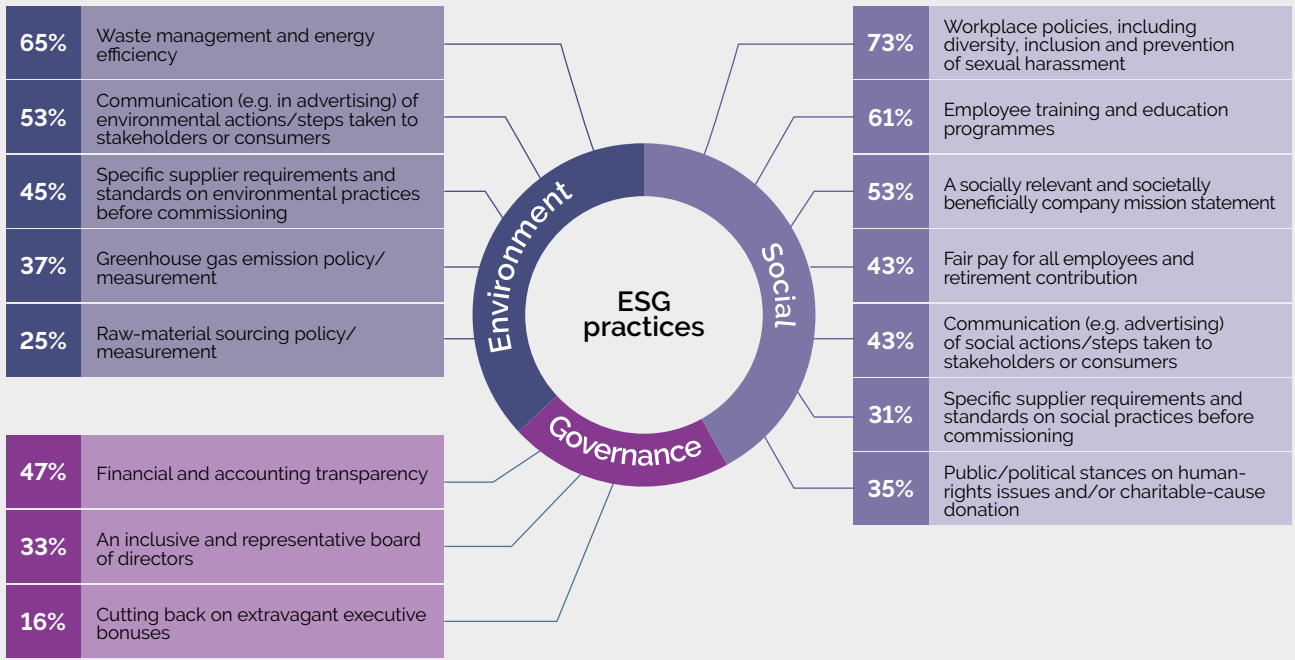 65%
Waste management and energy
efficiency
53%
Communication (e.g. in advertising) of
environmental actions/steps taken to
stakeholders or consumers
45%
Specific supplier requirements and
standards on environmental practices
before commissioning
37%
Greenhouse gas emission policy/
measurement
25%
Raw-material sourcing policy/
measurement
47%
Financial and accounting transparency
33%
An inclusive and representative board
of directors
16%
Cutting back on extravagant executive
bonuses
Environment
Social
Governance
ESG
practices
73%
Workplace policies, including
diversity, inclusion and prevention
of sexual harassment
61%
Employee training and education
programmes
53%
A socially relevant and societally
beneficially company mission statement
43%
Fair pay for all employees and
retirement contribution
43%
Communication (e.g. advertising)
of social actions/steps taken to
stakeholders or consumers
31%
Specific supplier requirements and
standards on social practices before
commissioning
35%
Public/political stances on human-
rights issues and/or charitable-cause
donation